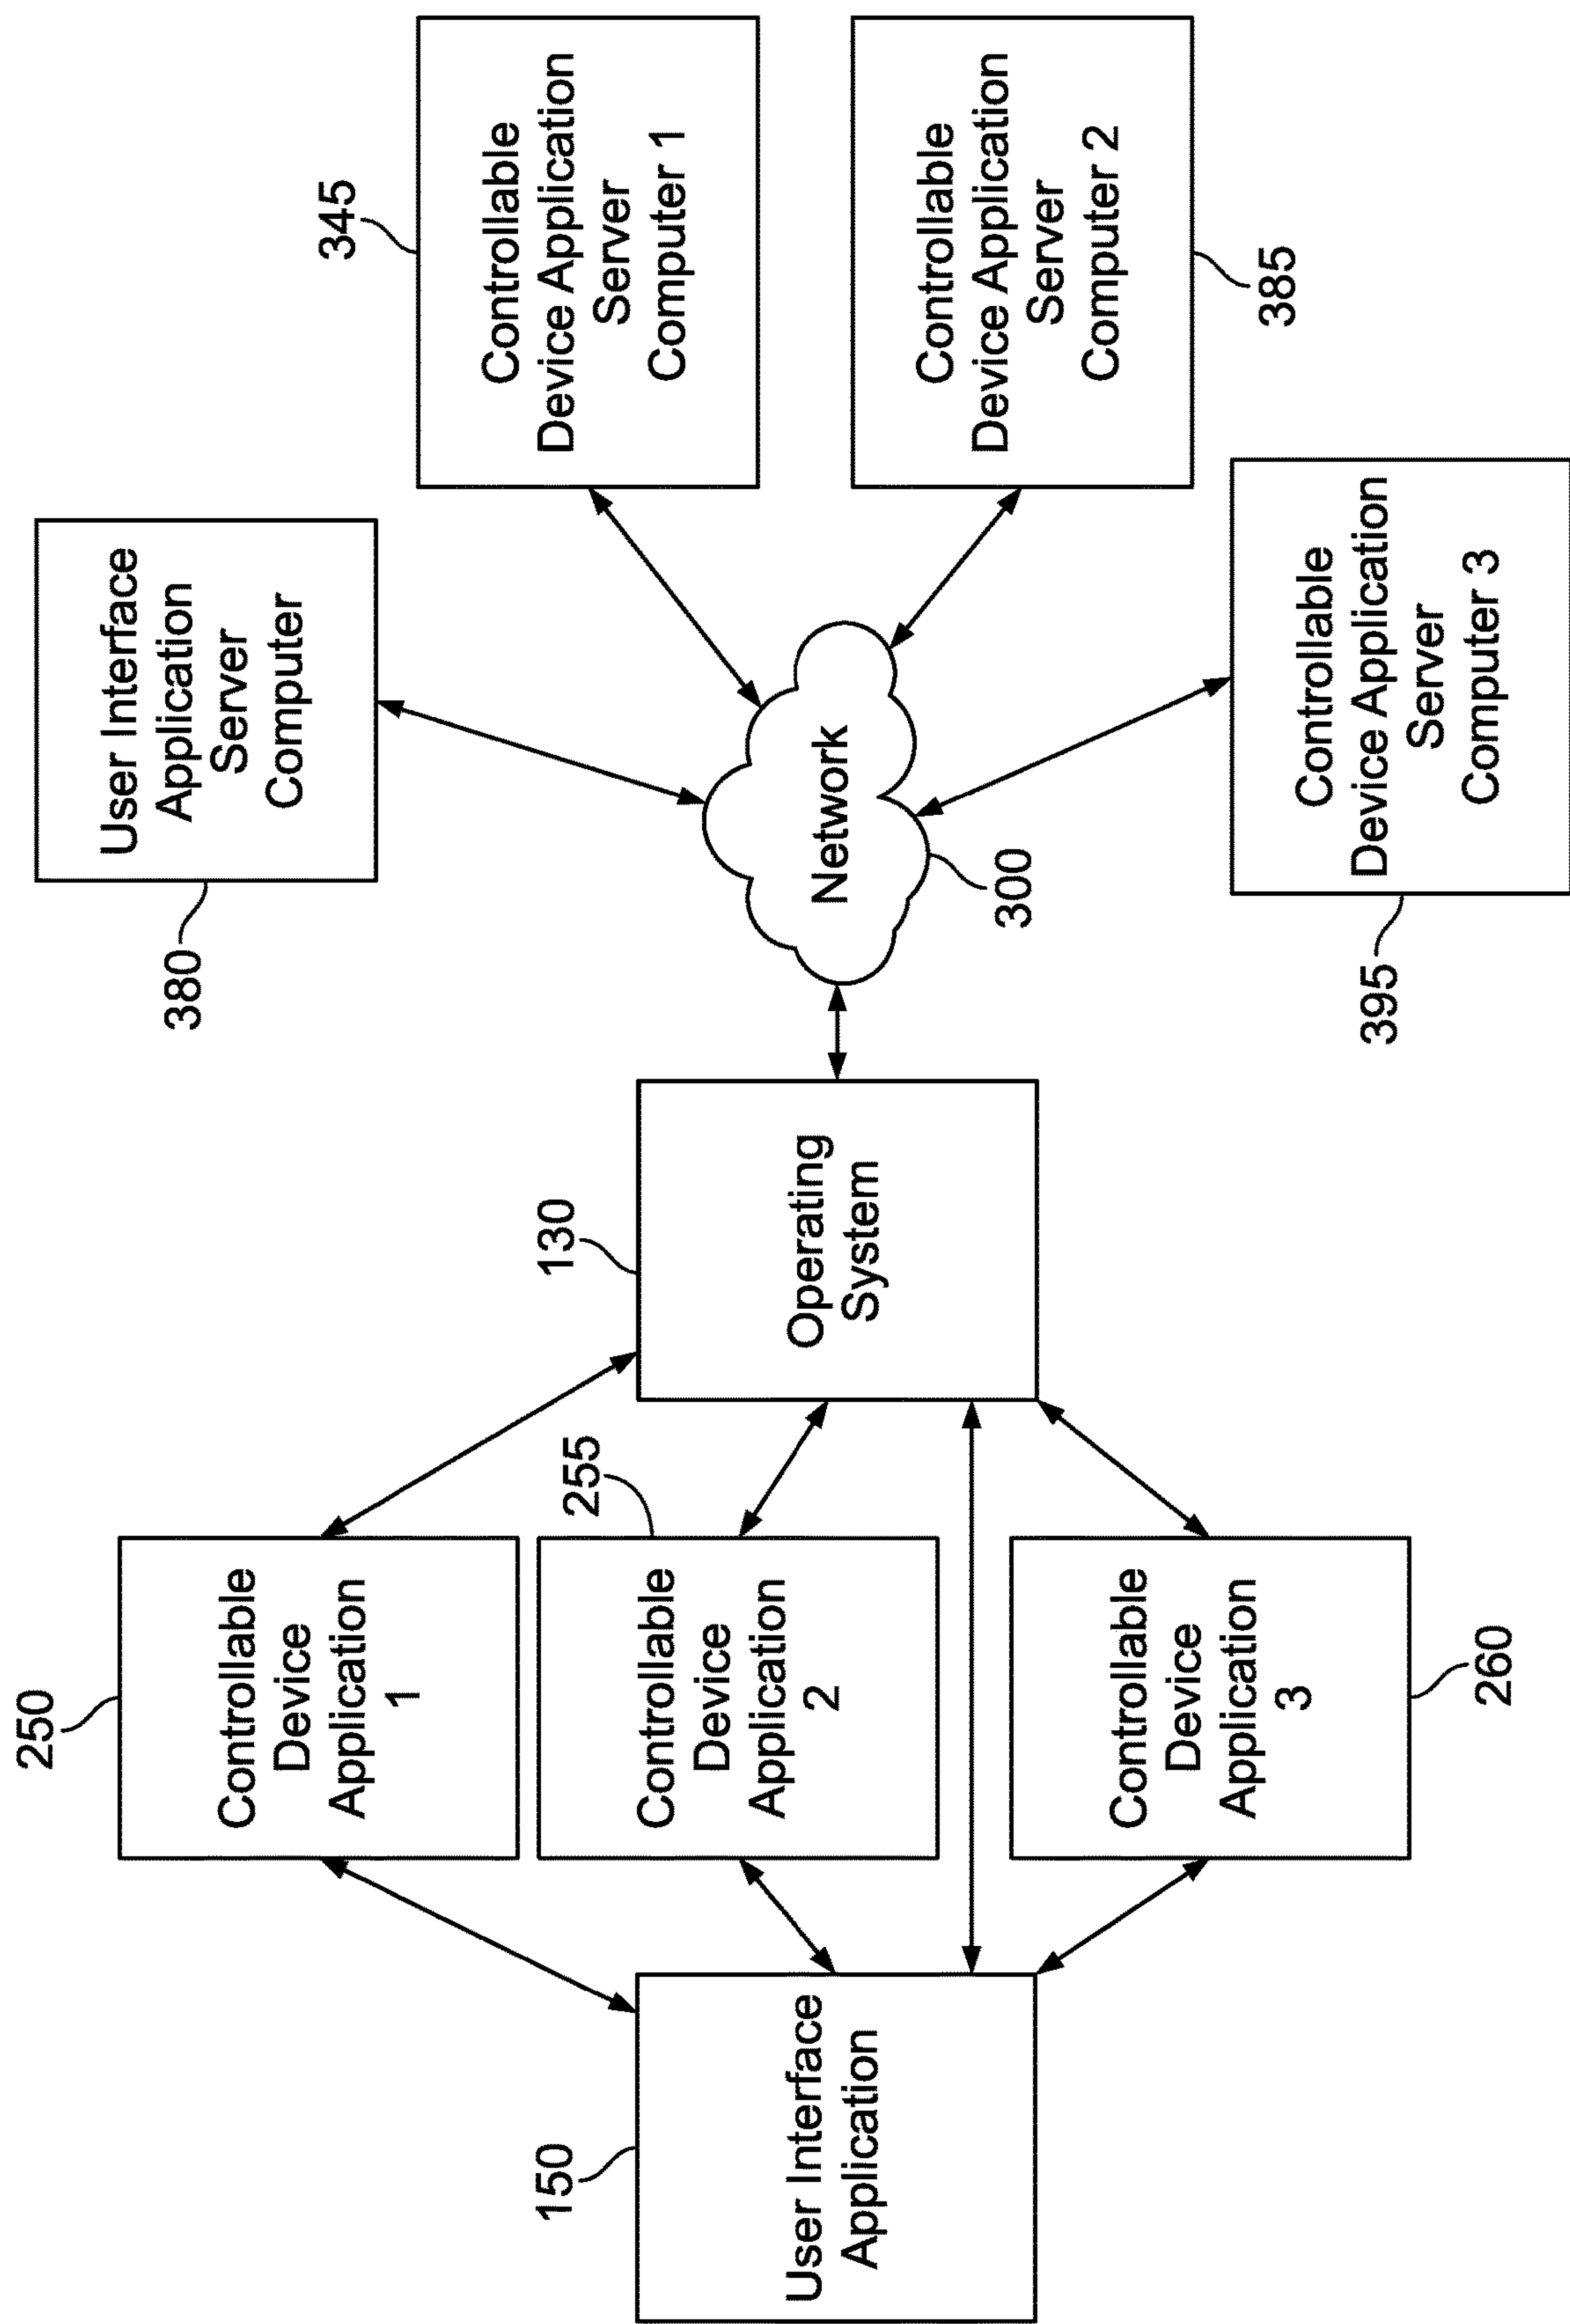 150
User Interface
Application
250
Controllable
Device
Application
1
255
Controllable
Device
Application
2
Controllable
Device
Application
3
260
130
Operating
System
Network
300
380
User Interface
Application
Server
Computer
345
Controllable
Device Application
Server
Computer 1
Controllable
Device Application
Server
Computer 2
385
395
Controllable
Device Application
Server
Computer 3